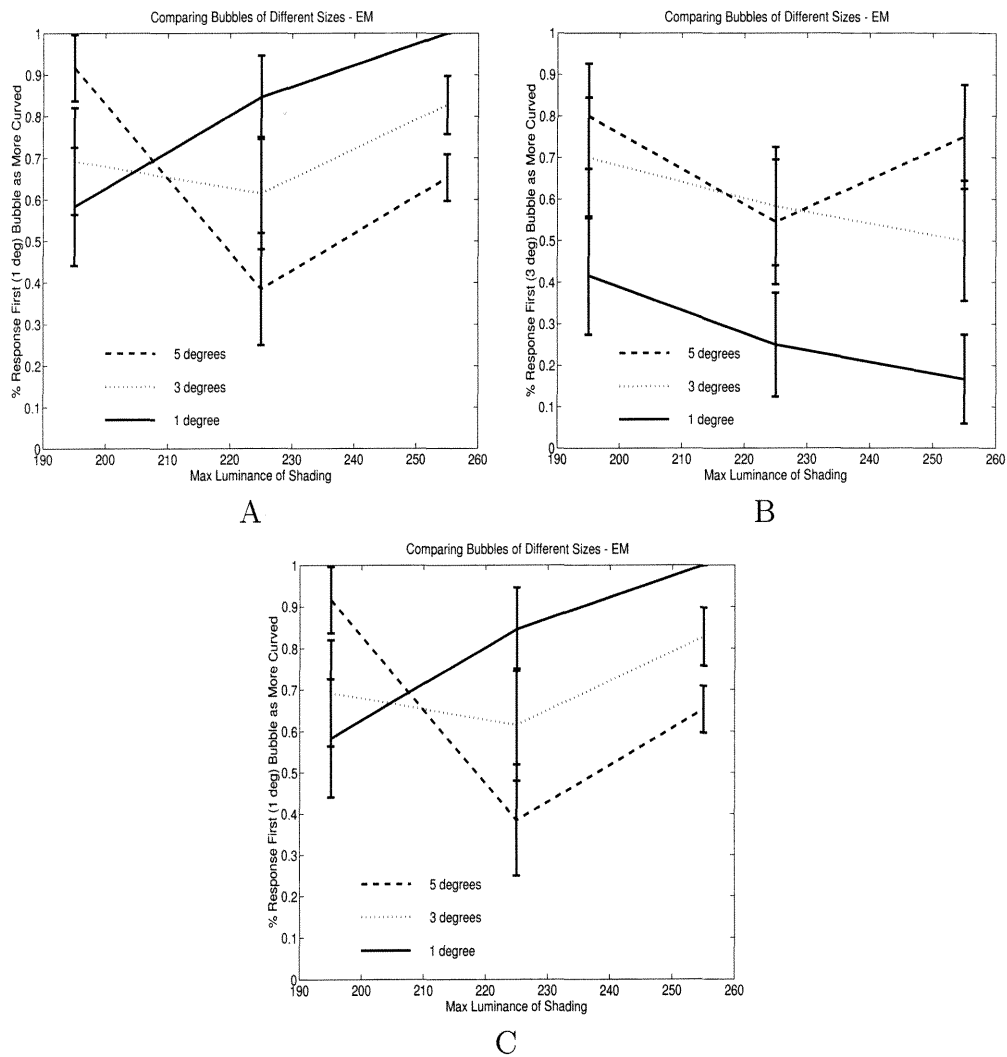 Comparing Bubbles of Different Sizes - EM
% Response First (1 deg) Bubble as More Curved
1
0.9
0.8
0.7
0.6
0.5
0.4
0.3
0.2
0.1
0
5 degrees
3 degrees
1 degree
190 200 210 220 230 240 250 260
Max Luminance of Shading
A
Comparing Bubbles of Different Sizes - EM
% Response First (3 deg) Bubble as More Curved
1
0.9
0.8
0.7
0.6
0.5
0.4
0.3
0.2
0.1
0
5 degrees
3 degrees
1 degree
190 200 210 220 230 240 250 260
Max Luminance of Shading
B
Comparing Bubbles of Different Sizes - EM
% Response First (1 deg) Bubble as More Curved
1
0.9
0.8
0.7
0.6
0.5
0.4
0.3
0.2
0.1
0
5 degrees
3 degrees
1 degree
190 200 210 220 230 240 250 260
Max Luminance of Shading
C